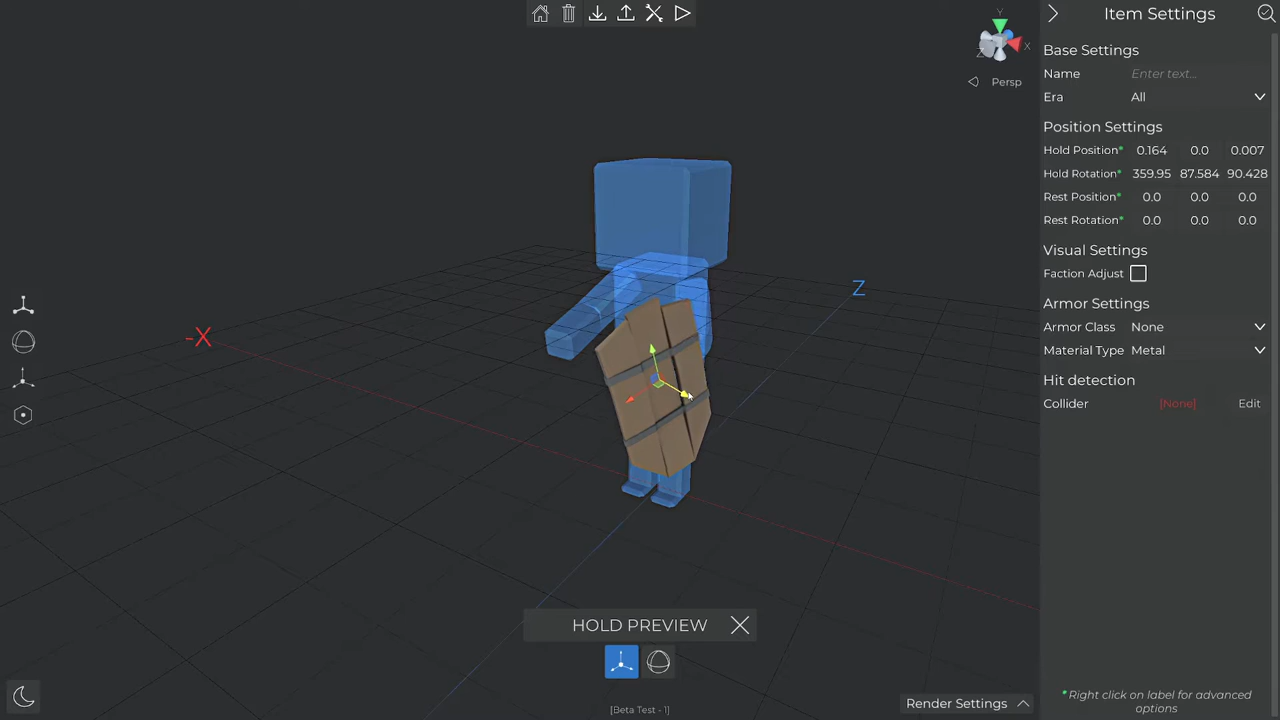 Item Settings
Y
X
Z
Persp
Base Settings
Name Enter text...
Era All
Position Settings
Hold Position* 0.164 0.0 0.007
Hold Rotation* 359.95 87.584 90.428
Rest Position* 0.0 0.0 0.0
Rest Rotation* 0.0 0.0 0.0
Visual Settings
Faction Adjust
Armor Settings
Armor Class None
Material Type Metal
Hit detection
Collider [None] Edit
Z
-X
HOLD PREVIEW
[Beta Test - 1]
Render Settings
*Right click on label for advanced
options